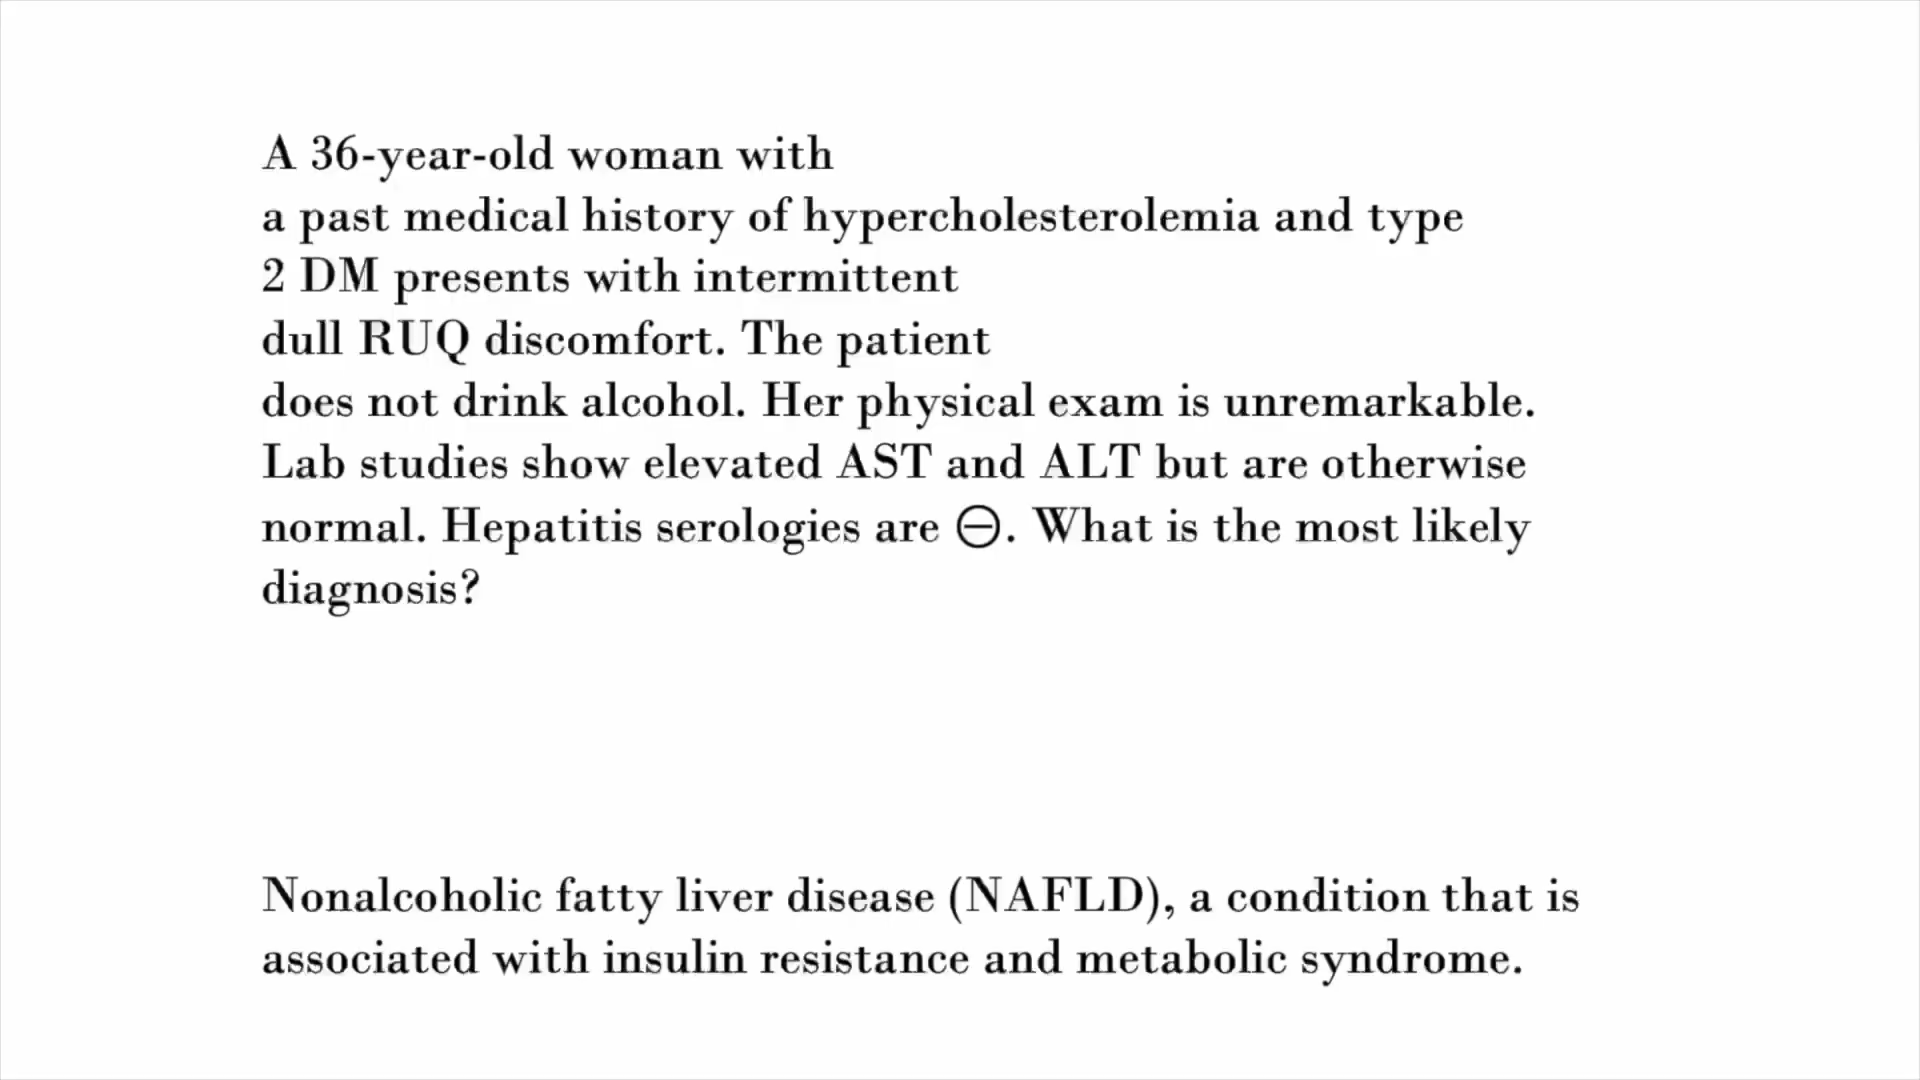 A 36-year-old woman with
a past medical history of hypercholesterolemia and type
2 DM presents with intermittent
dull RUQ discomfort. The patient
does not drink alcohol. Her physical exam is unremarkable.
Lab studies show elevated AST and ALT but are otherwise
normal. Hepatitis serologies are ⊖. What is the most likely
diagnosis?
Nonalcoholic fatty liver disease (NAFLD), a condition that is
associated with insulin resistance and metabolic syndrome.